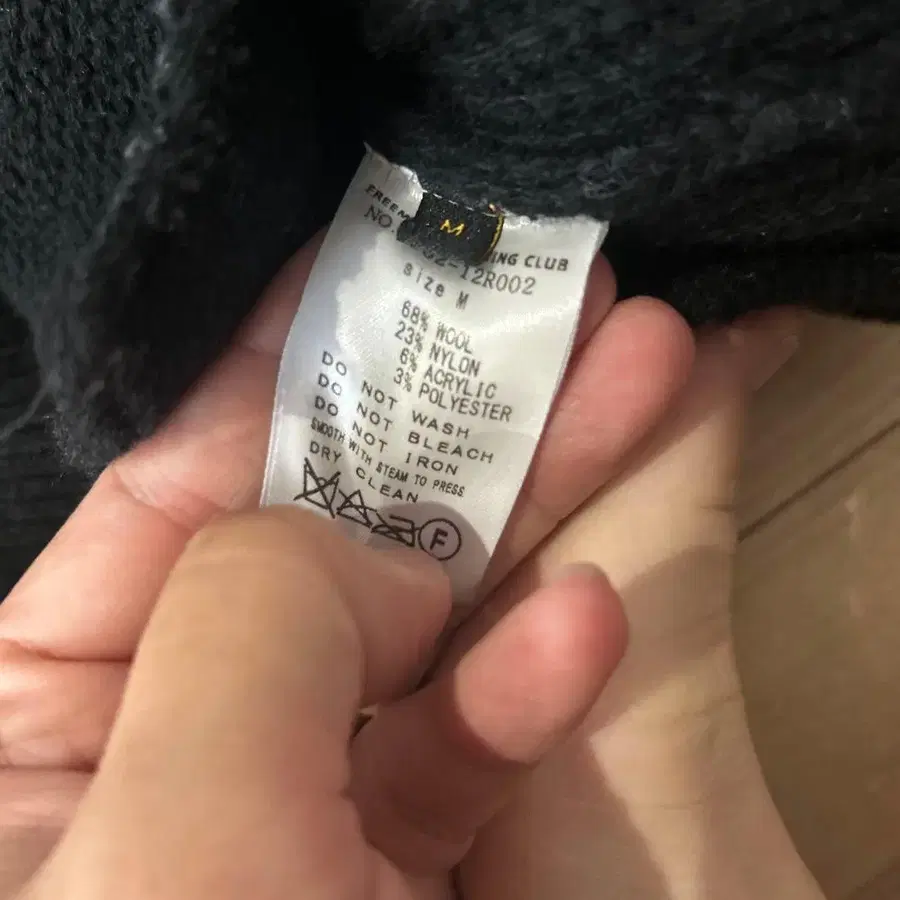 M
ING CLUB
NO.
2-12R002
size M
68% WOOL
23% NYLON
6% ACRYLIC
3% POLYESTER
DO NOT WASH
DO NOT BLEACH
DO NOT IRON
SMOOTH WITH STEAM TO PRESS
DRY CLEAN
F